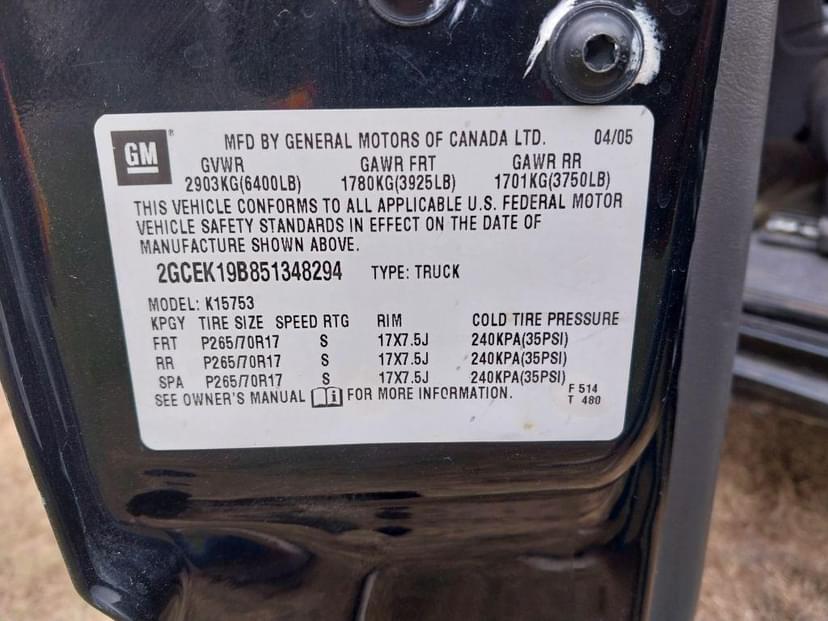 GM ® MFD BY GENERAL MOTORS OF CANADA LTD. 04/05
GVWR GAWR FRT GAWR RR
2903KG(6400LB) 1780KG(3925LB) 1701KG(3750LB)
THIS VEHICLE CONFORMS TO ALL APPLICABLE U.S. FEDERAL MOTOR
VEHICLE SAFETY STANDARDS IN EFFECT ON THE DATE OF
MANUFACTURE SHOWN ABOVE.
2GCEK19B851348294 TYPE: TRUCK
MODEL: K15753
KPGY TIRE SIZE SPEED RTG RIM COLD TIRE PRESSURE
FRT P265/70R17 S 17X7.5J 240KPA(35PSI)
RR P265/70R17 S 17X7.5J 240KPA(35PSI)
SPA P265/70R17 S 17X7.5J 240KPA(35PSI)
SEE OWNER'S MANUAL i FOR MORE INFORMATION. F 514
T 480